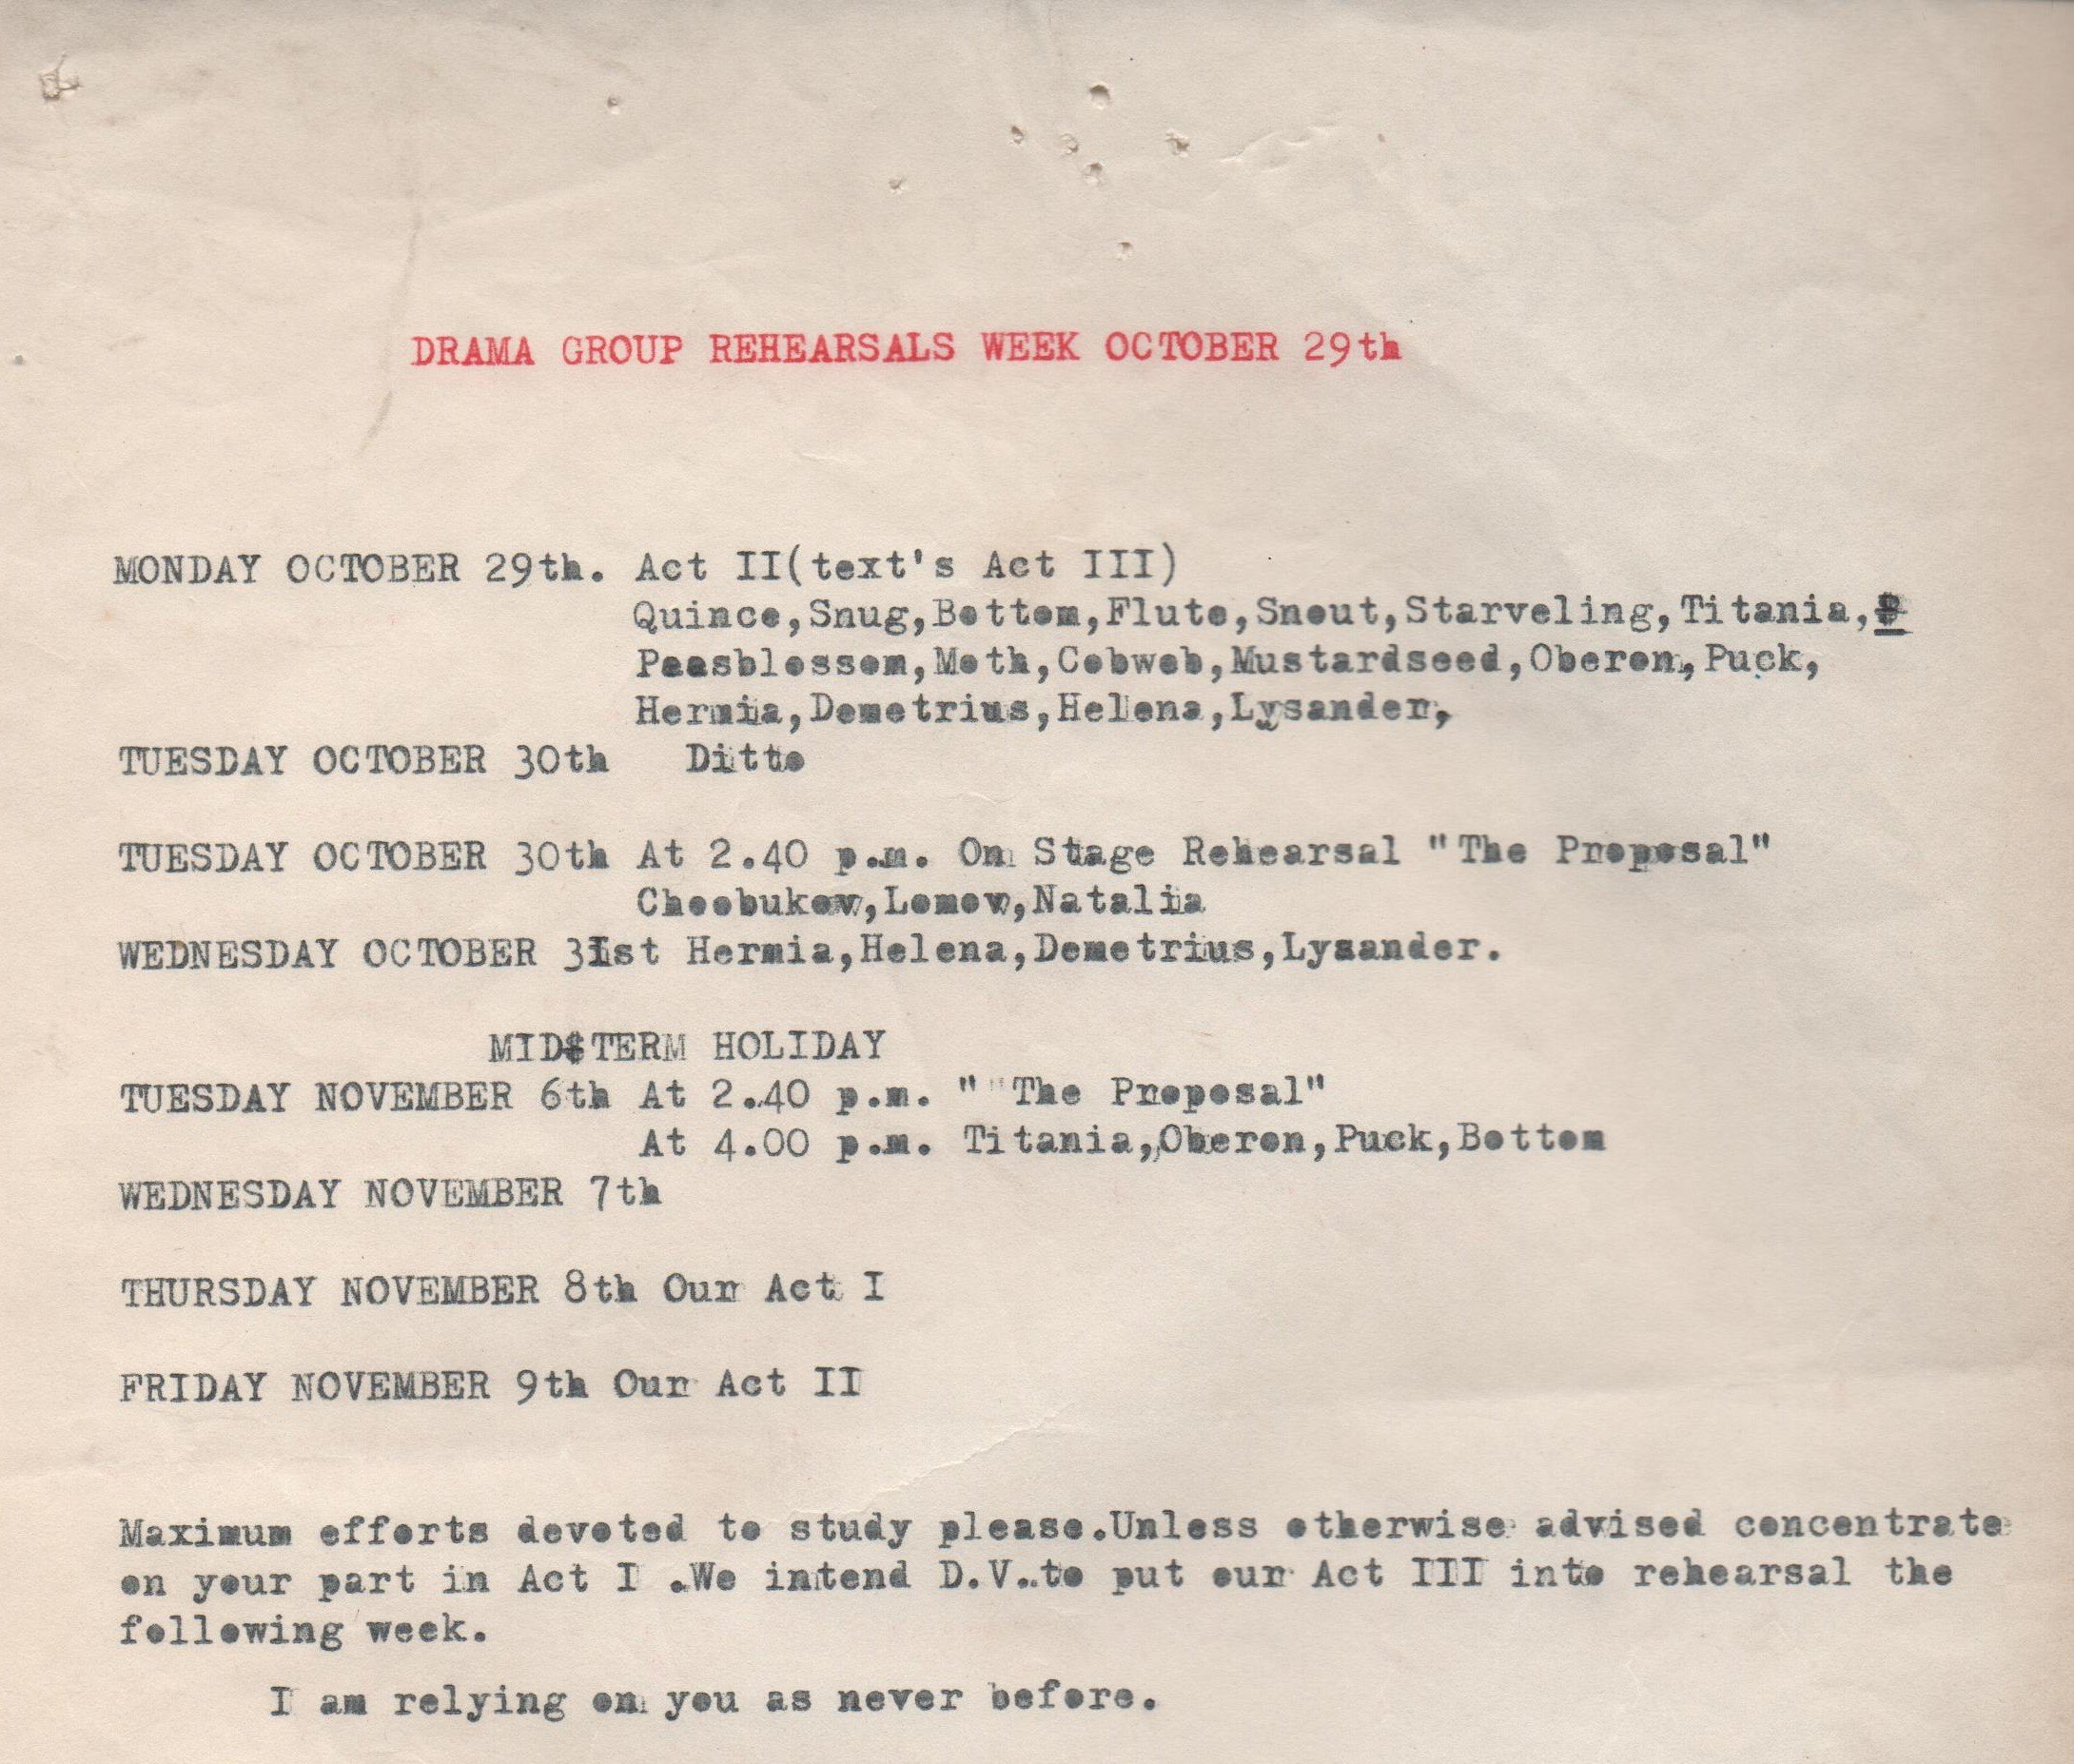 DRAMA GROUP REHEARSALS WEEK OCTOBER 29th
MONDAY OCTOBER 29th. Act II(text's Act III)
Quince,Snug,Bottom,Flute,Snout,Starveling,Titania,
Peasblossom,Moth,Cobweb,Mustardseed,Oberon,Puck,
Hermia,Demetrius,Helena,Lysander,
TUESDAY OCTOBER 30th Ditto
TUESDAY OCTOBER 30th At 2.40 p.m. On Stage Rehearsal "The Proposal"
Choobukov,Lomov,Natalia
WEDNESDAY OCTOBER 31st Hermia,Helena,Demetrius,Lysander.
MID-TERM HOLIDAY
TUESDAY NOVEMBER 6th At 2.40 p.m. " "The Proposal"
At 4.00 p.m. Titania,Oberon,Puck,Bottom
WEDNESDAY NOVEMBER 7th
THURSDAY NOVEMBER 8th Our Act I
FRIDAY NOVEMBER 9th Our Act II
Maximum efforts devoted to study please.Unless otherwise advised concentrate
on your part in Act I .We intend D.V.to put our Act III into rehearsal the
following week.
I am relying on you as never before.